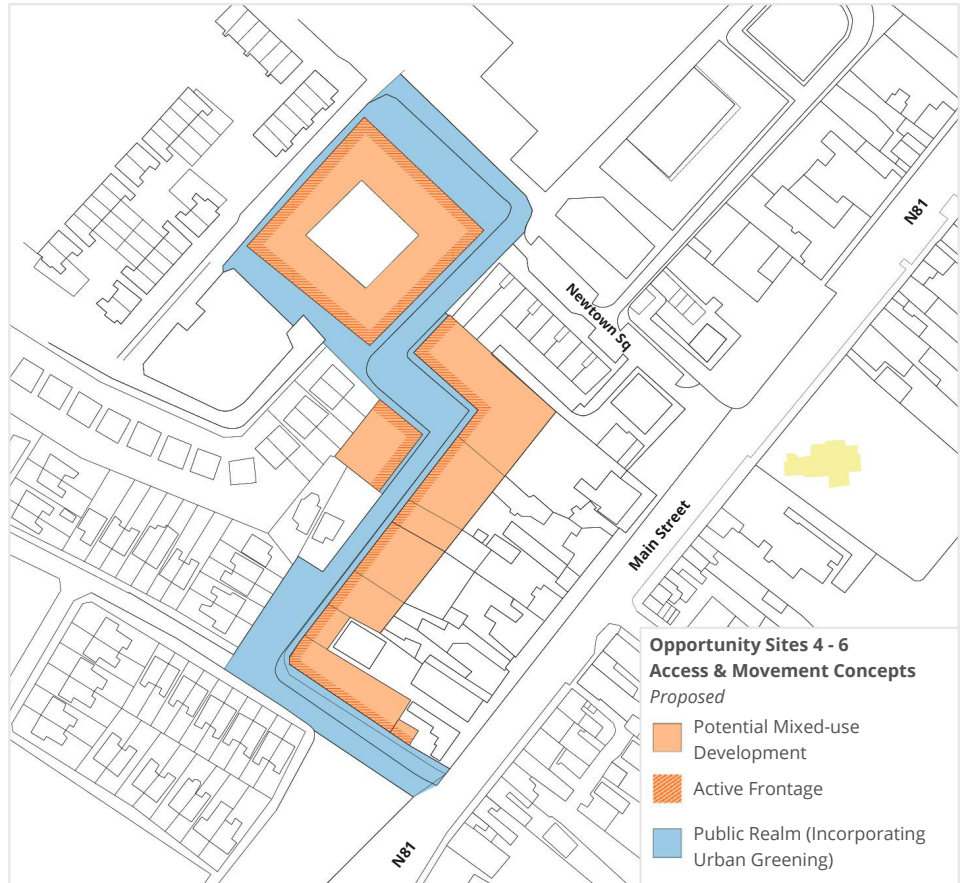 N81
Newtown Sq
Main Street
N81
Opportunity Sites 4 - 6
Access & Movement Concepts
Proposed
Potential Mixed-use
Development
Active Frontage
Public Realm (Incorporating
Urban Greening)